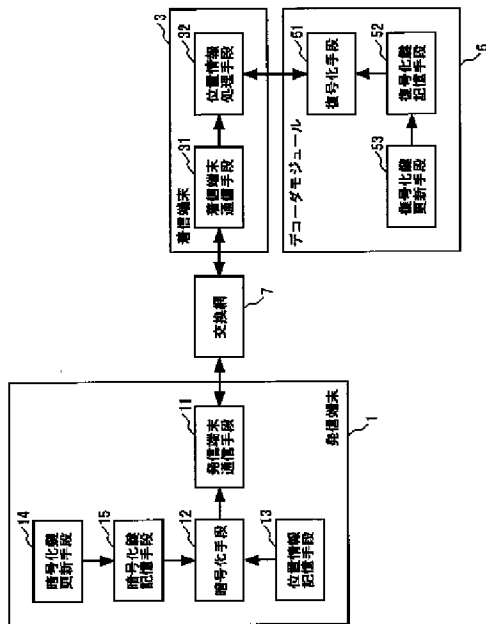 14
暗号化鍵
更新手段
15
暗号化鍵
記憶手段
12
暗号化手段
13
位置情報
記憶手段
11
発信端末
通信手段
発信端末
1
交換網
7
3
着信端末
31
着信端末
通信手段
32
位置情報
処理手段
デコーダモジュール
51
復号化手段
52
復号化鍵
記憶手段
53
復号化鍵
更新手段
5